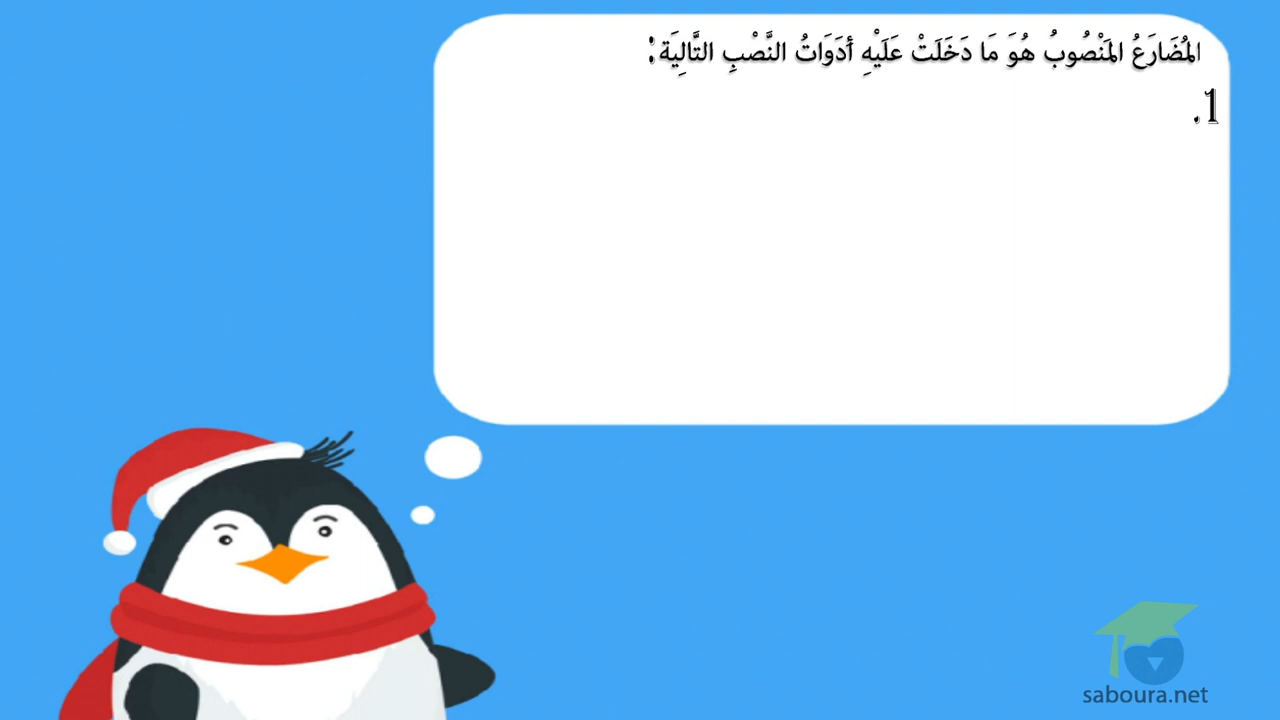 المُضَارَعُ المَنْصُوبُ هُوَ مَا دَخَلَتْ عَلَيْهِ أدَوَاتُ النَّصْبِ التَّالِيَة:
1.
saboura.net